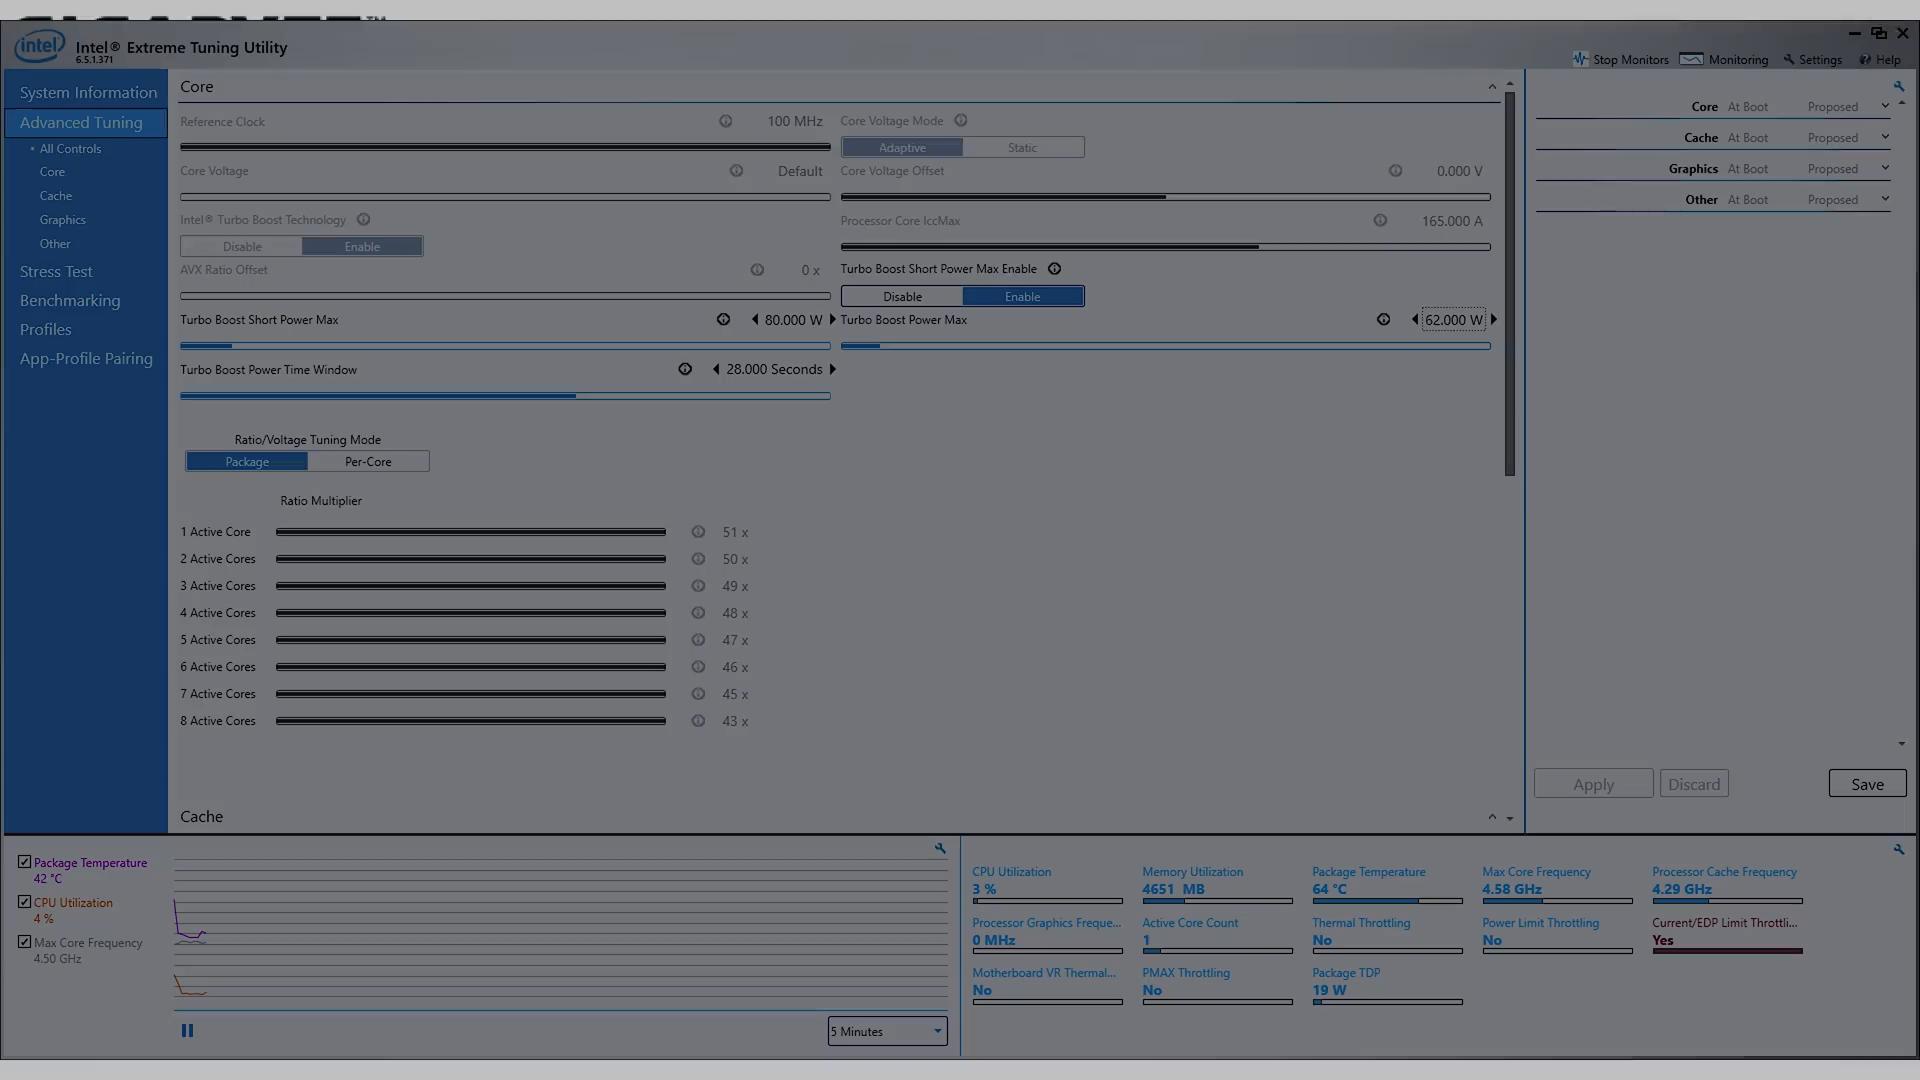 GIGABYTE™
intel
Intel® Extreme Tuning Utility
6.5.1.371
Stop Monitors
Monitoring
Settings
Help
System Information
Advanced Tuning
All Controls
Core
Cache
Graphics
Other
Stress Test
Benchmarking
Profiles
App-Profile Pairing
Core
Reference Clock 100 MHz
Core Voltage Mode
Adaptive Static
Core Voltage Default
Core Voltage Offset 0.000 V
Intel® Turbo Boost Technology
Disable Enable
Processor Core IccMax 165.000 A
AVX Ratio Offset 0 x
Turbo Boost Short Power Max Enable
Disable Enable
Turbo Boost Short Power Max 80.000 W
Turbo Boost Power Max 62.000 W
Turbo Boost Power Time Window 28.000 Seconds
Ratio/Voltage Tuning Mode
Package Per-Core
Ratio Multiplier
1 Active Core 51 x
2 Active Cores 50 x
3 Active Cores 49 x
4 Active Cores 48 x
5 Active Cores 47 x
6 Active Cores 46 x
7 Active Cores 45 x
8 Active Cores 43 x
Cache
Core At Boot Proposed
Cache At Boot Proposed
Graphics At Boot Proposed
Other At Boot Proposed
Apply Discard Save
Package Temperature
42 °C
CPU Utilization
4 %
Max Core Frequency
4.50 GHz
5 Minutes
CPU Utilization
3 %
Memory Utilization
4651 MB
Package Temperature
64 °C
Max Core Frequency
4.58 GHz
Processor Cache Frequency
4.29 GHz
Processor Graphics Freque...
0 MHz
Active Core Count
1
Thermal Throttling
No
Power Limit Throttling
No
Current/EDP Limit Throttli...
Yes
Motherboard VR Thermal...
No
PMAX Throttling
No
Package TDP
19 W